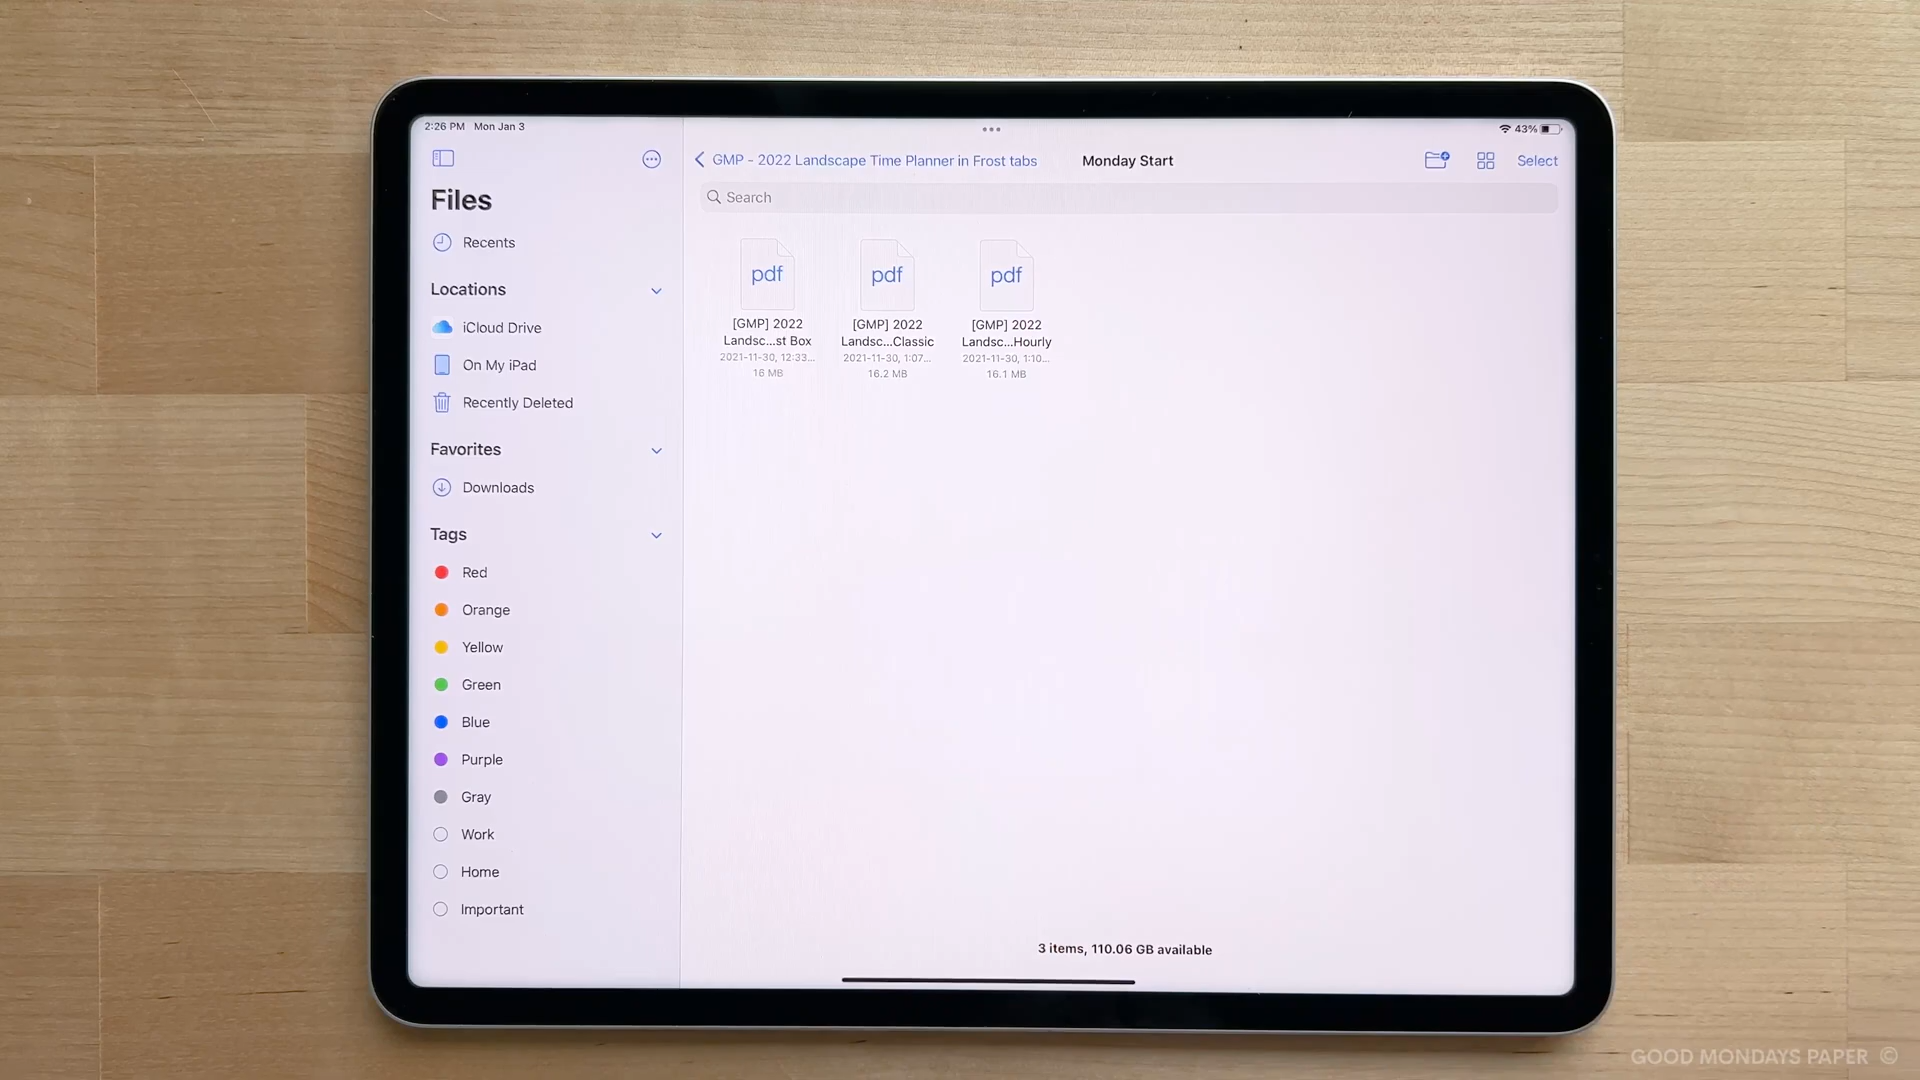 2:26 PM Mon Jan 3
43%
Files
Recents
Locations
iCloud Drive
On My iPad
Recently Deleted
Favorites
Downloads
Tags
Red
Orange
Yellow
Green
Blue
Purple
Gray
Work
Home
Important
GMP - 2022 Landscape Time Planner in Frost tabs
Monday Start
Select
Search
pdf
[GMP] 2022
Landsc...st Box
2021-11-30, 12:33...
16 MB
pdf
[GMP] 2022
Landsc...Classic
2021-11-30, 1:07...
16.2 MB
pdf
[GMP] 2022
Landsc...Hourly
2021-11-30, 1:10...
16.1 MB
3 items, 110.06 GB available
GOOD MONDAYS PAPER ©